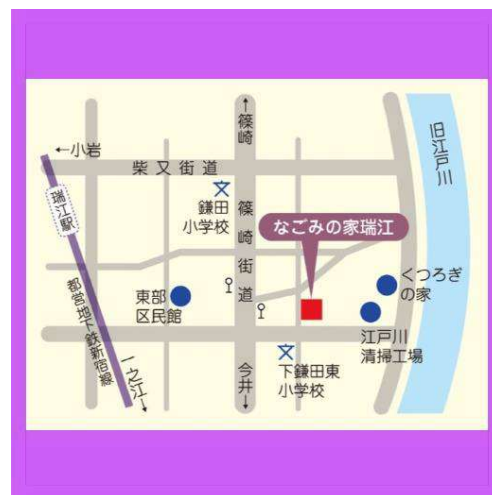 ↑
篠崎
←小岩
柴又街道
旧江戸川
瑞江駅
文
鎌田
小学校
篠崎街道
なごみの家瑞江
くつろぎ
の家
東部
区民館
都営地下鉄新宿線
江戸川
清掃工場
一之江→
今井
↓
文
下鎌田東
小学校